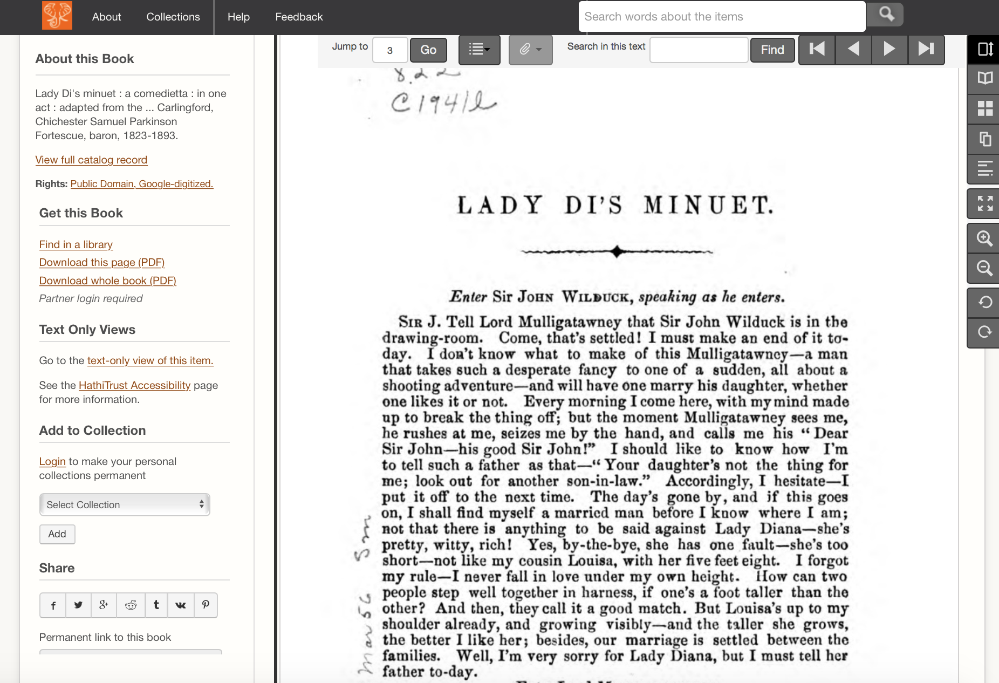 About
Collections
Help
Feedback
Search words about the items
About this Book
Lady Di's minuet : a comedietta : in one
act : adapted from the ... Carlingford,
Chichester Samuel Parkinson
Fortescue, baron, 1823-1893.
View full catalog record
Rights: Public Domain, Google-digitized.
Get this Book
Find in a library
Download this page (PDF)
Download whole book (PDF)
Partner login required
Text Only Views
Go to the text-only view of this item.
See the HathiTrust Accessibility page
for more information.
Add to Collection
Login to make your personal
collections permanent
Select Collection
Add
Share
Permanent link to this book
Jump to 3 Go
Search in this text Find
822
C1941l
LADY DI'S MINUET.
Enter Sir JOHN WILDUCK, speaking as he enters.
SIR J. Tell Lord Mulligatawney that Sir John Wilduck is in the
drawing-room. Come, that's settled! I must make an end of it to-
day. I don't know what to make of this Mulligatawney—a man
that takes such a desperate fancy to one of a sudden, all about a
shooting adventure—and will have one marry his daughter, whether
one likes it or not. Every morning I come here, with my mind made
up to break the thing off; but the moment Mulligatawney sees me,
he rushes at me, seizes me by the hand, and calls me his “ Dear
Sir John—his good Sir John!” I should like to know how I'm
to tell such a father as that—“ Your daughter's not the thing for
me; look out for another son-in-law.” Accordingly, I hesitate—I
put it off to the next time. The day's gone by, and if this goes
on, I shall find myself a married man before I know where I am;
not that there is anything to be said against Lady Diana—she's
pretty, witty, rich! Yes, by-the-bye, she has one fault—she's too
short—not like my cousin Louisa, with her five feet eight. I forgot
my rule—I never fall in love under my own height. How can two
people step well together in harness, if one's a foot taller than the
other? And then, they call it a good match. But Louisa's up to my
shoulder already, and growing visibly—and the taller she grows,
the better I like her; besides, our marriage is settled between the
families. Well, I'm very sorry for Lady Diana, but I must tell her
father to-day.